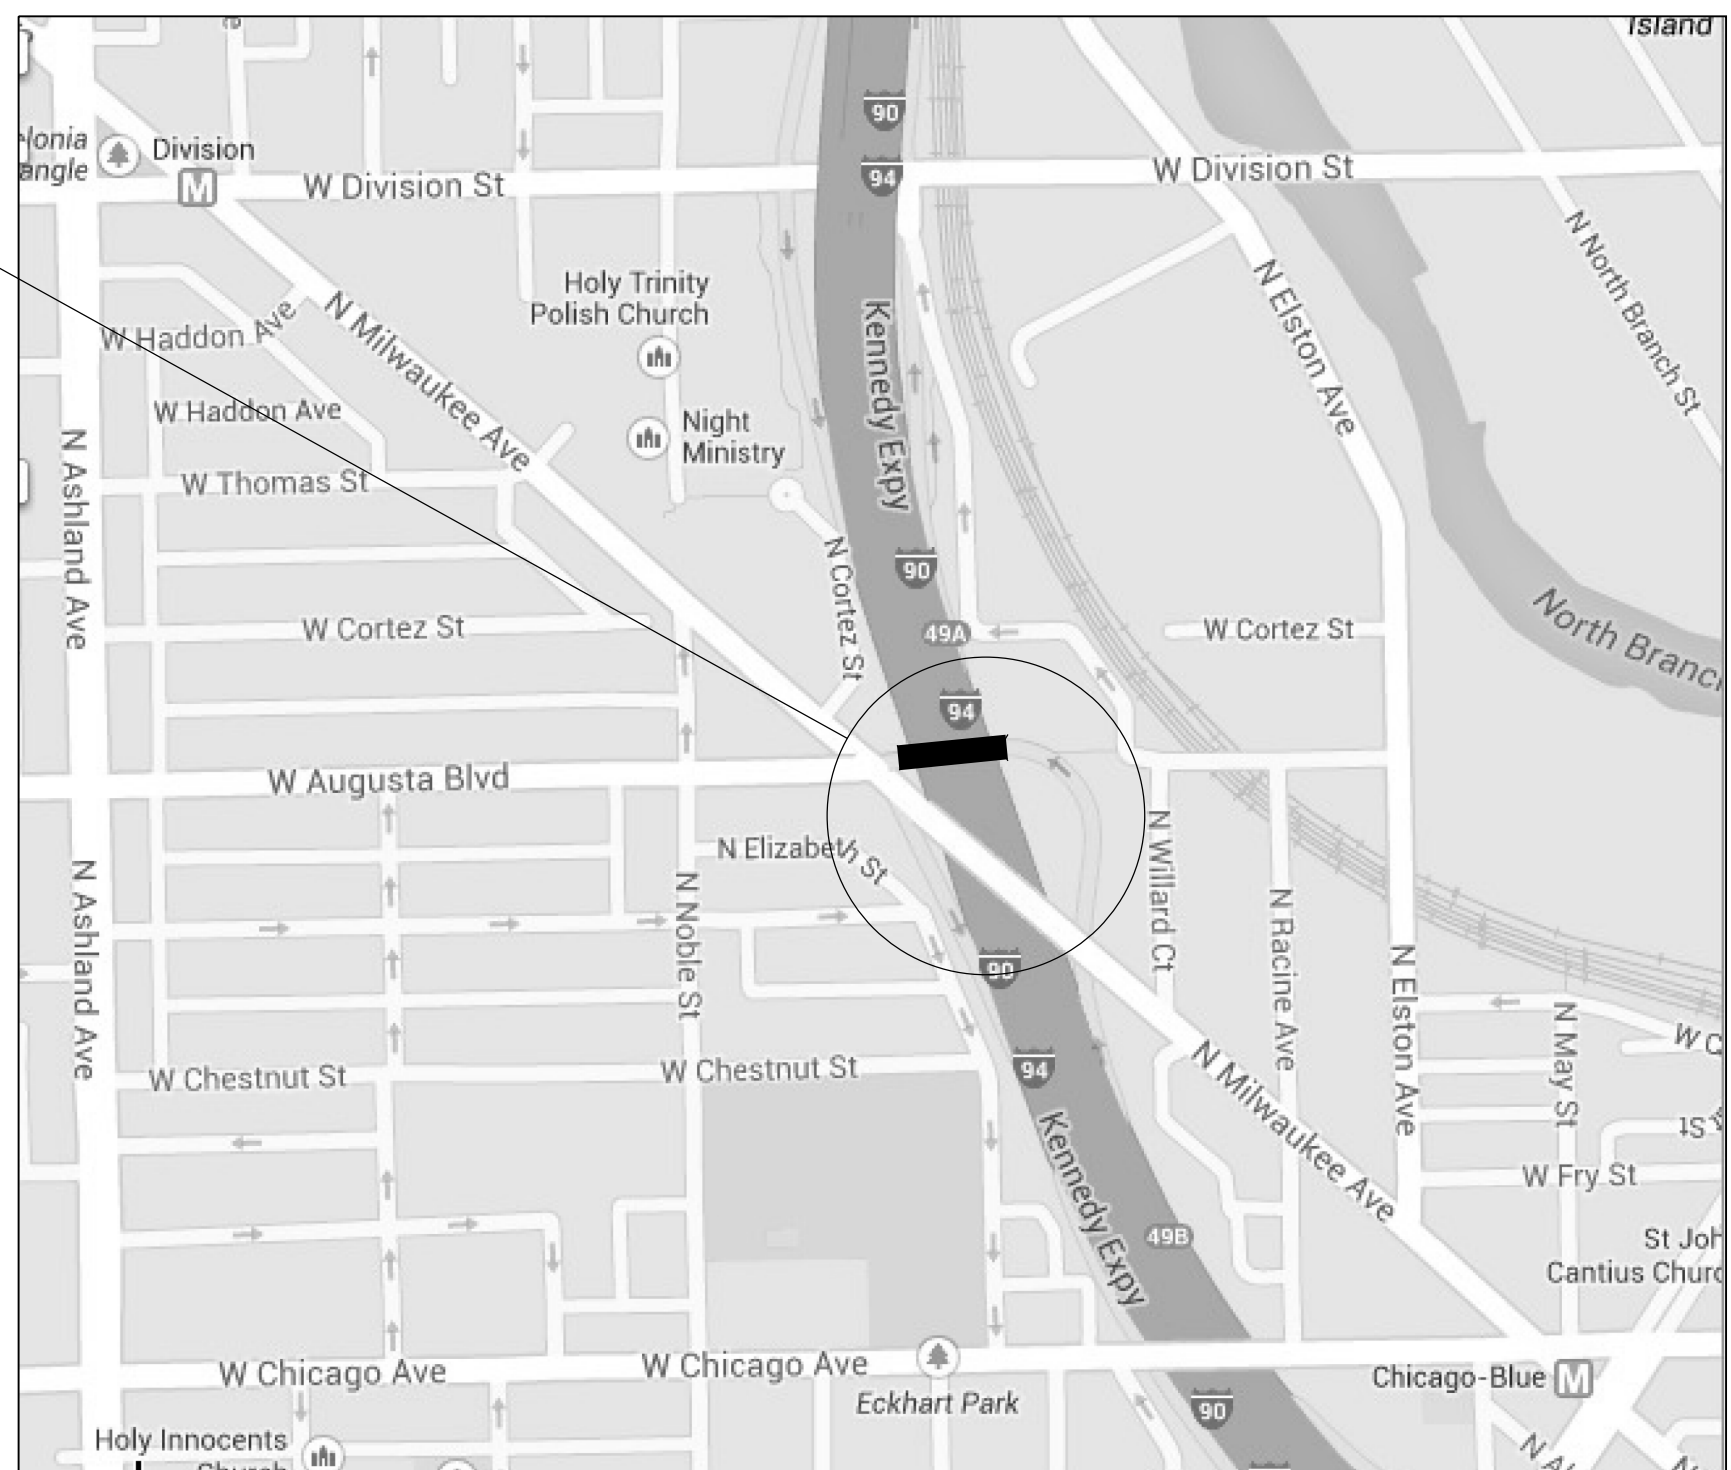 Island
90
elonia
angle
Division
M
W Division St
94
W Division St
N North Branch St
Holy Trinity
Polish Church
N Elston Ave
N Milwaukee Ave
Kennedy Expy
W Haddon Ave
W Haddon Ave
Night
Ministry
N Ashland Ave
W Thomas St
N Cortez St
90
49A
W Cortez St
W Cortez St
North Branc
94
W Augusta Blvd
N Elizabeth St
N Willard Ct
N Noble St
N Racine Ave
N Ashland Ave
90
N Elston Ave
N May St
W Chestnut St
W Chestnut St
94
N Milwaukee Ave
Kennedy Expy
W Fry St
49B
St Joh
Cantius Churc
W Chicago Ave
W Chicago Ave
Chicago-Blue
M
Eckhart Park
90
Holy Innocents
Church